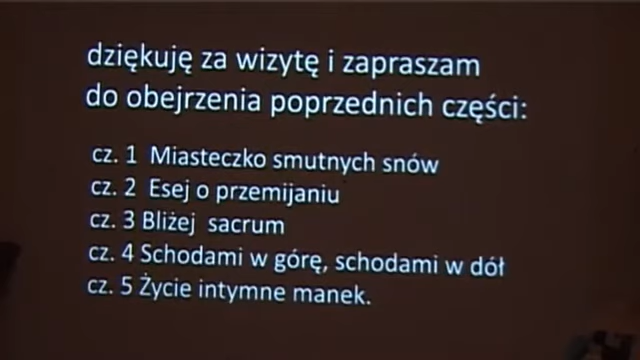 dziękuję za wizytę i zapraszam
do obejrzenia poprzednich części:
cz. 1 Miasteczko smutnych snów
cz. 2 Esej o przemijaniu
cz. 3 Bliżej sacrum
cz. 4 Schodami w górę, schodami w dół
cz. 5 Życie intymne manek.